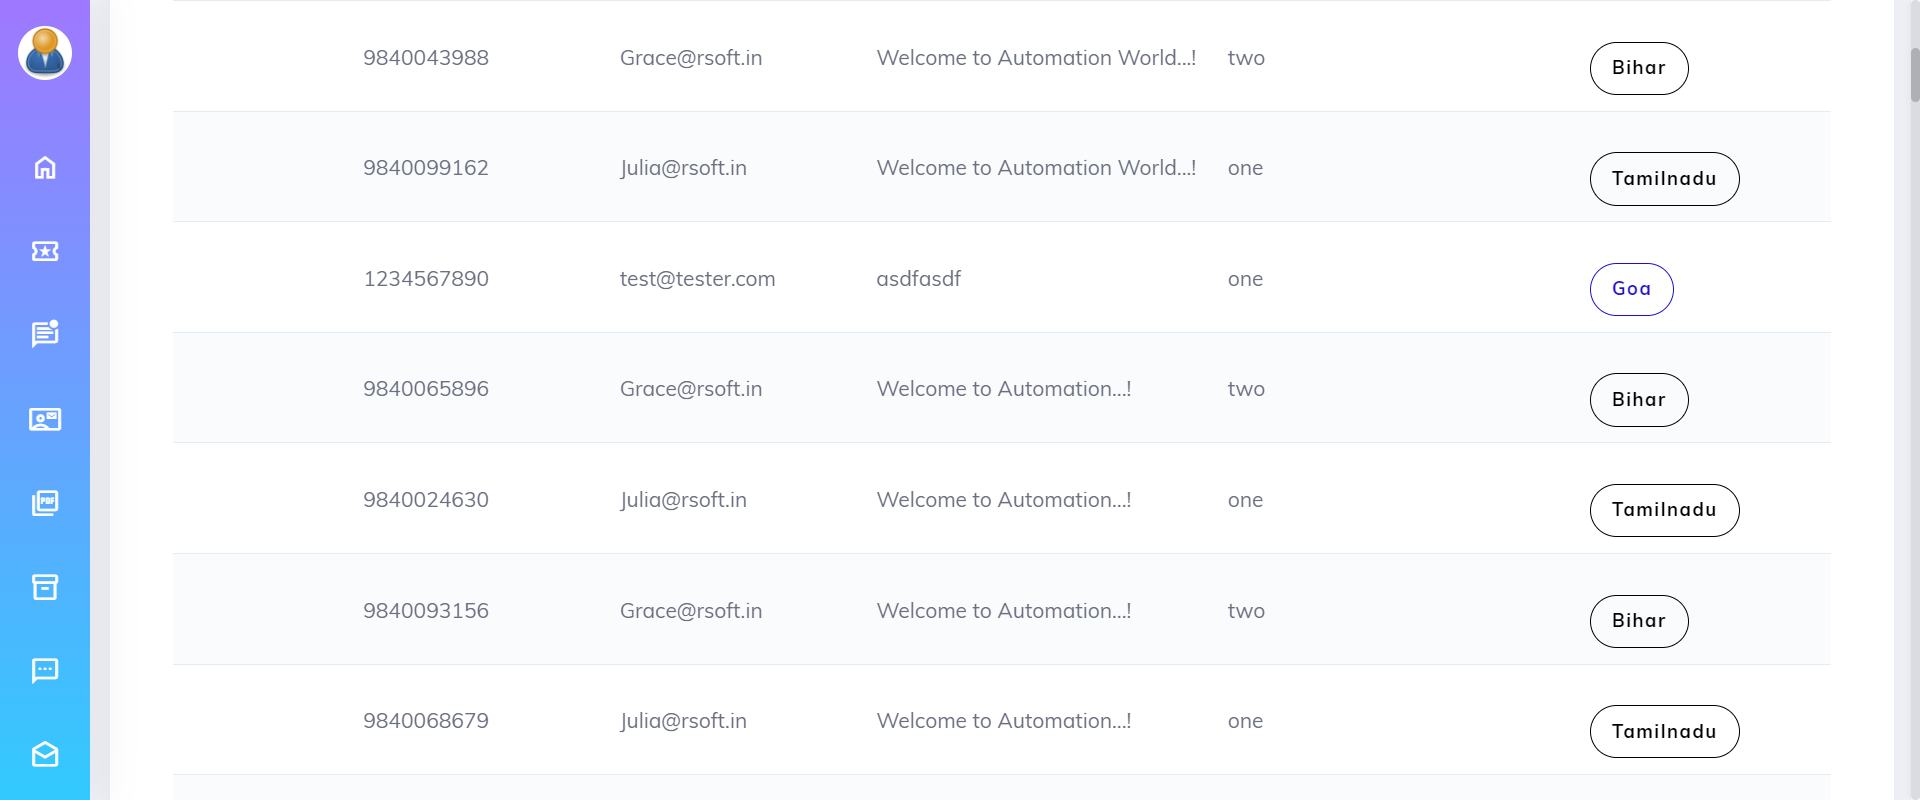 9840043988 Grace@rsoft.in Welcome to Automation World...! two Bihar
9840099162 Julia@rsoft.in Welcome to Automation World...! one Tamilnadu
1234567890 test@tester.com asdfasdf one Goa
9840065896 Grace@rsoft.in Welcome to Automation...! two Bihar
9840024630 Julia@rsoft.in Welcome to Automation...! one Tamilnadu
PDF
9840093156 Grace@rsoft.in Welcome to Automation...! two Bihar
9840068679 Julia@rsoft.in Welcome to Automation...! one Tamilnadu